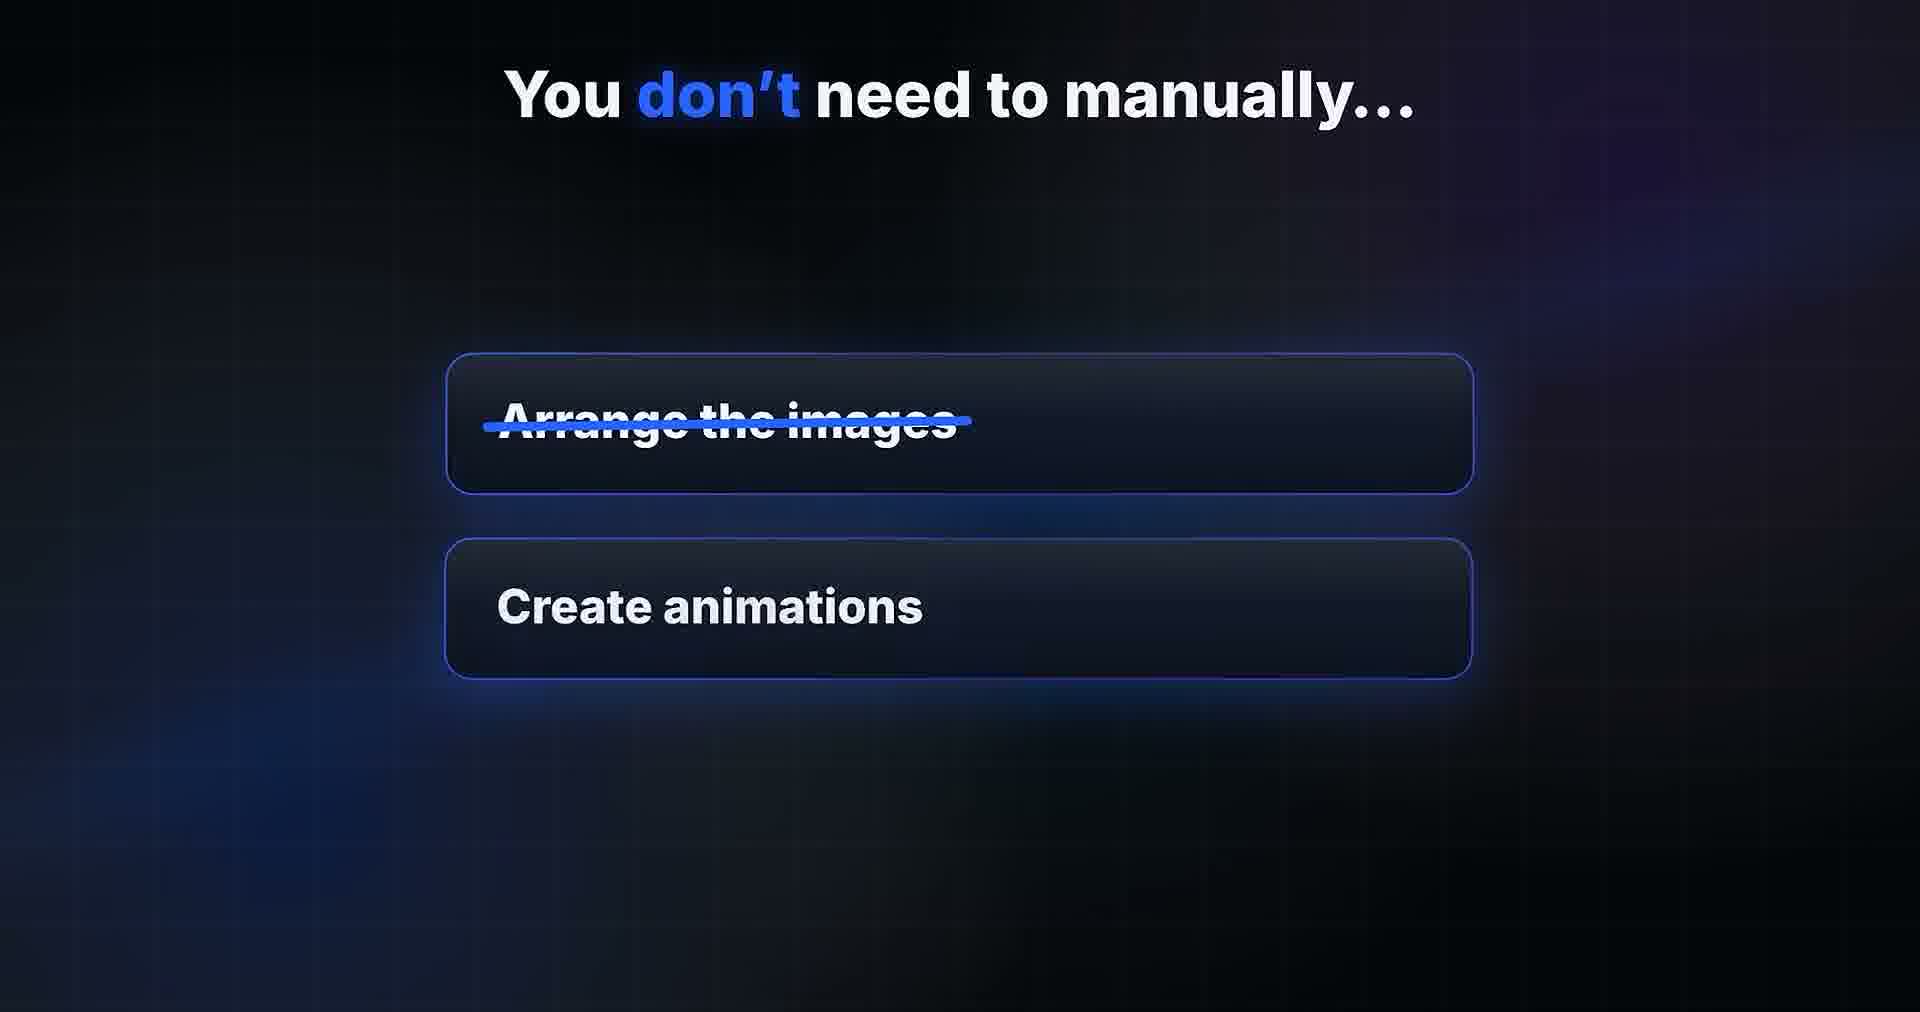 You don’t need to manually...
Arrange the images
Create animations